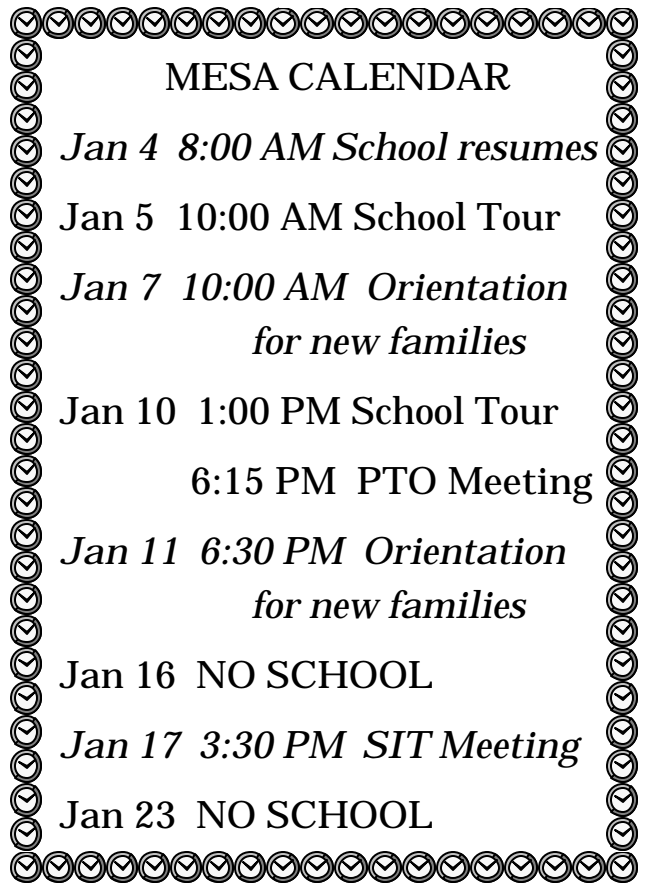 MESA CALENDAR
Jan 4 8:00 AM School resumes
Jan 5 10:00 AM School Tour
Jan 7 10:00 AM Orientation
for new families
Jan 10 1:00 PM School Tour
6:15 PM PTO Meeting
Jan 11 6:30 PM Orientation
for new families
Jan 16 NO SCHOOL
Jan 17 3:30 PM SIT Meeting
Jan 23 NO SCHOOL